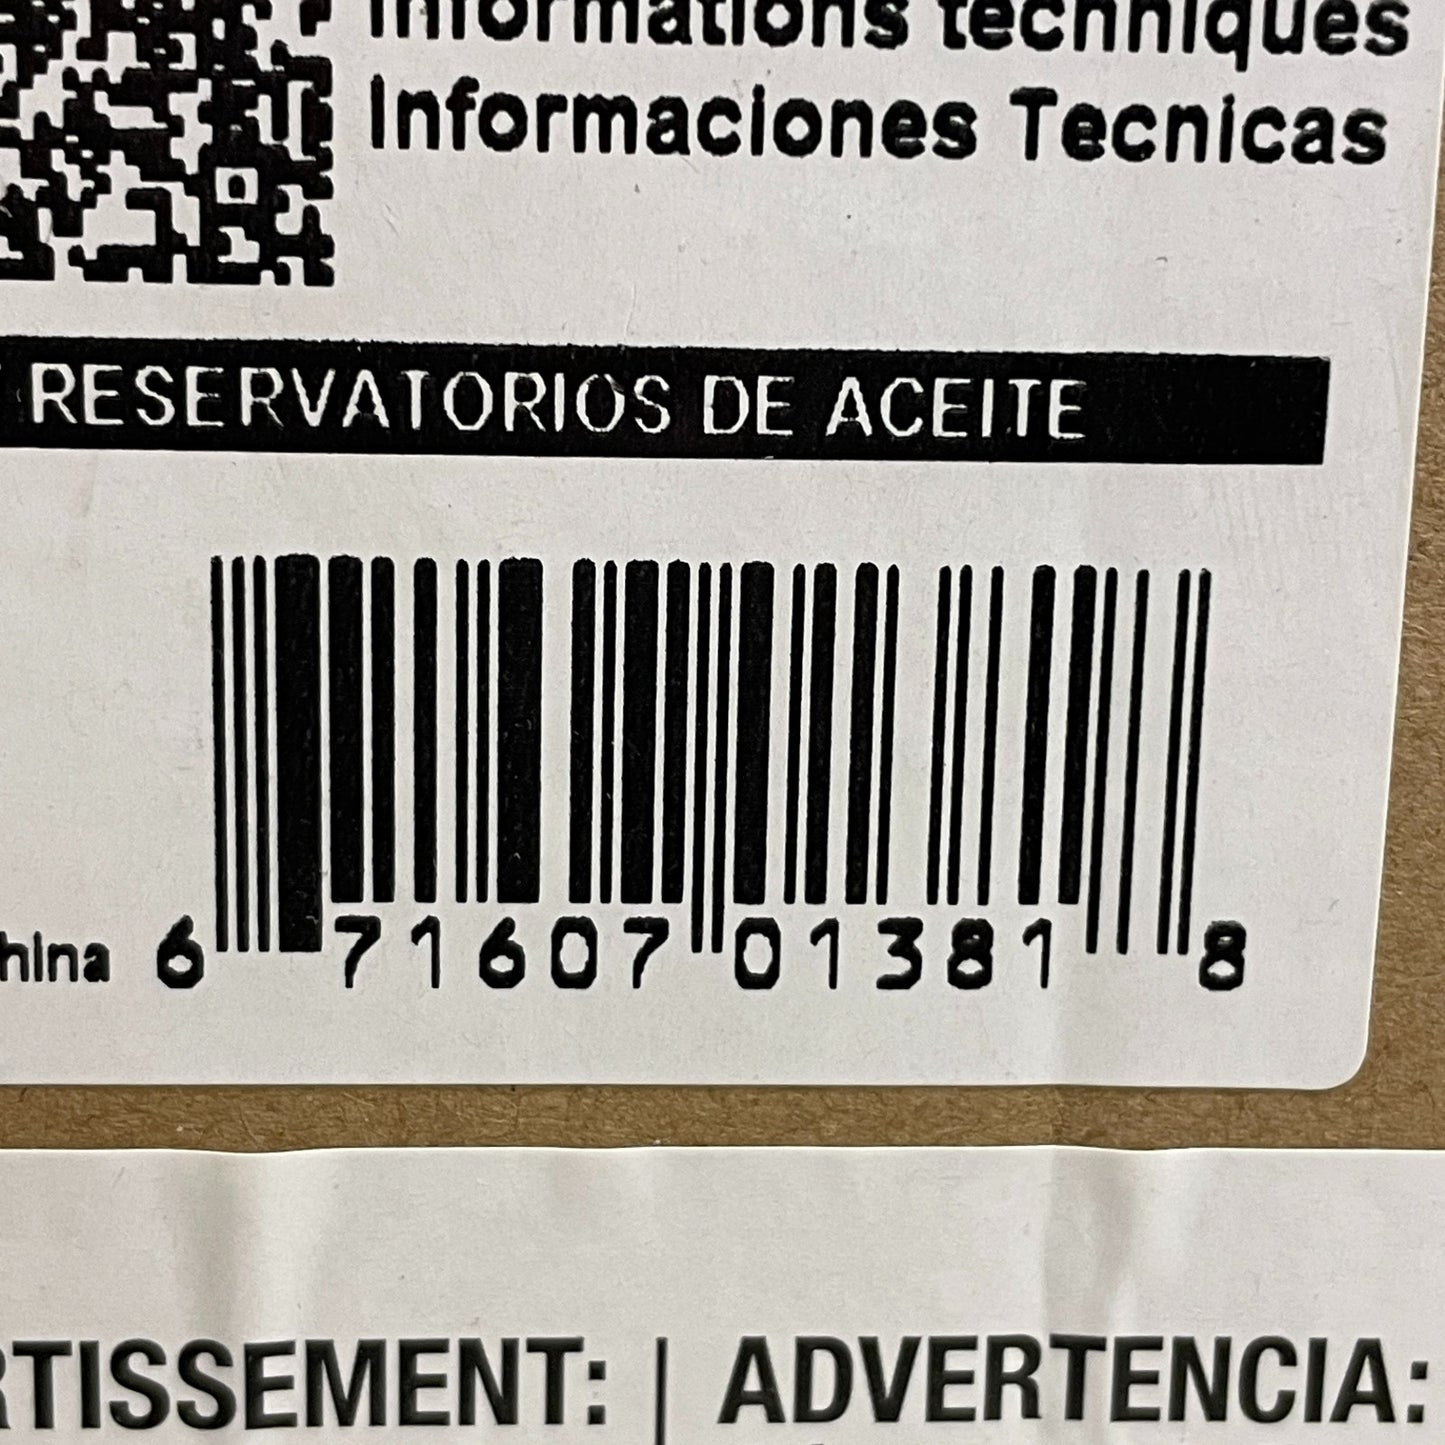 Informations techniques
Informaciones Tecnicas
RESERVATORIOS DE ACEITE
hina 6 71607 01381 8
RTISSEMENT: | ADVERTENCIA: